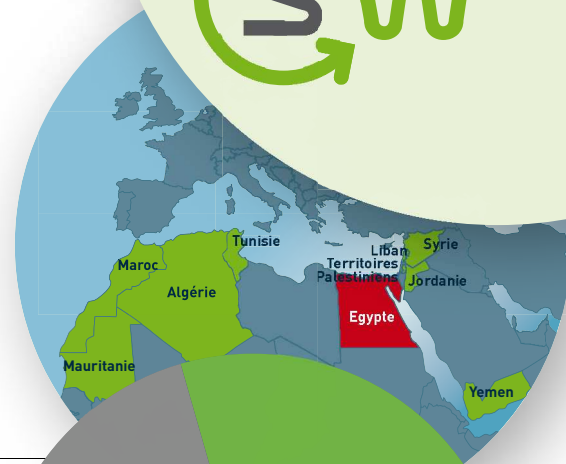 Tunisie
Liban
Syrie
Territoires
Palestiniens
Maroc
Jordanie
Algérie
Egypte
Mauritanie
Yemen